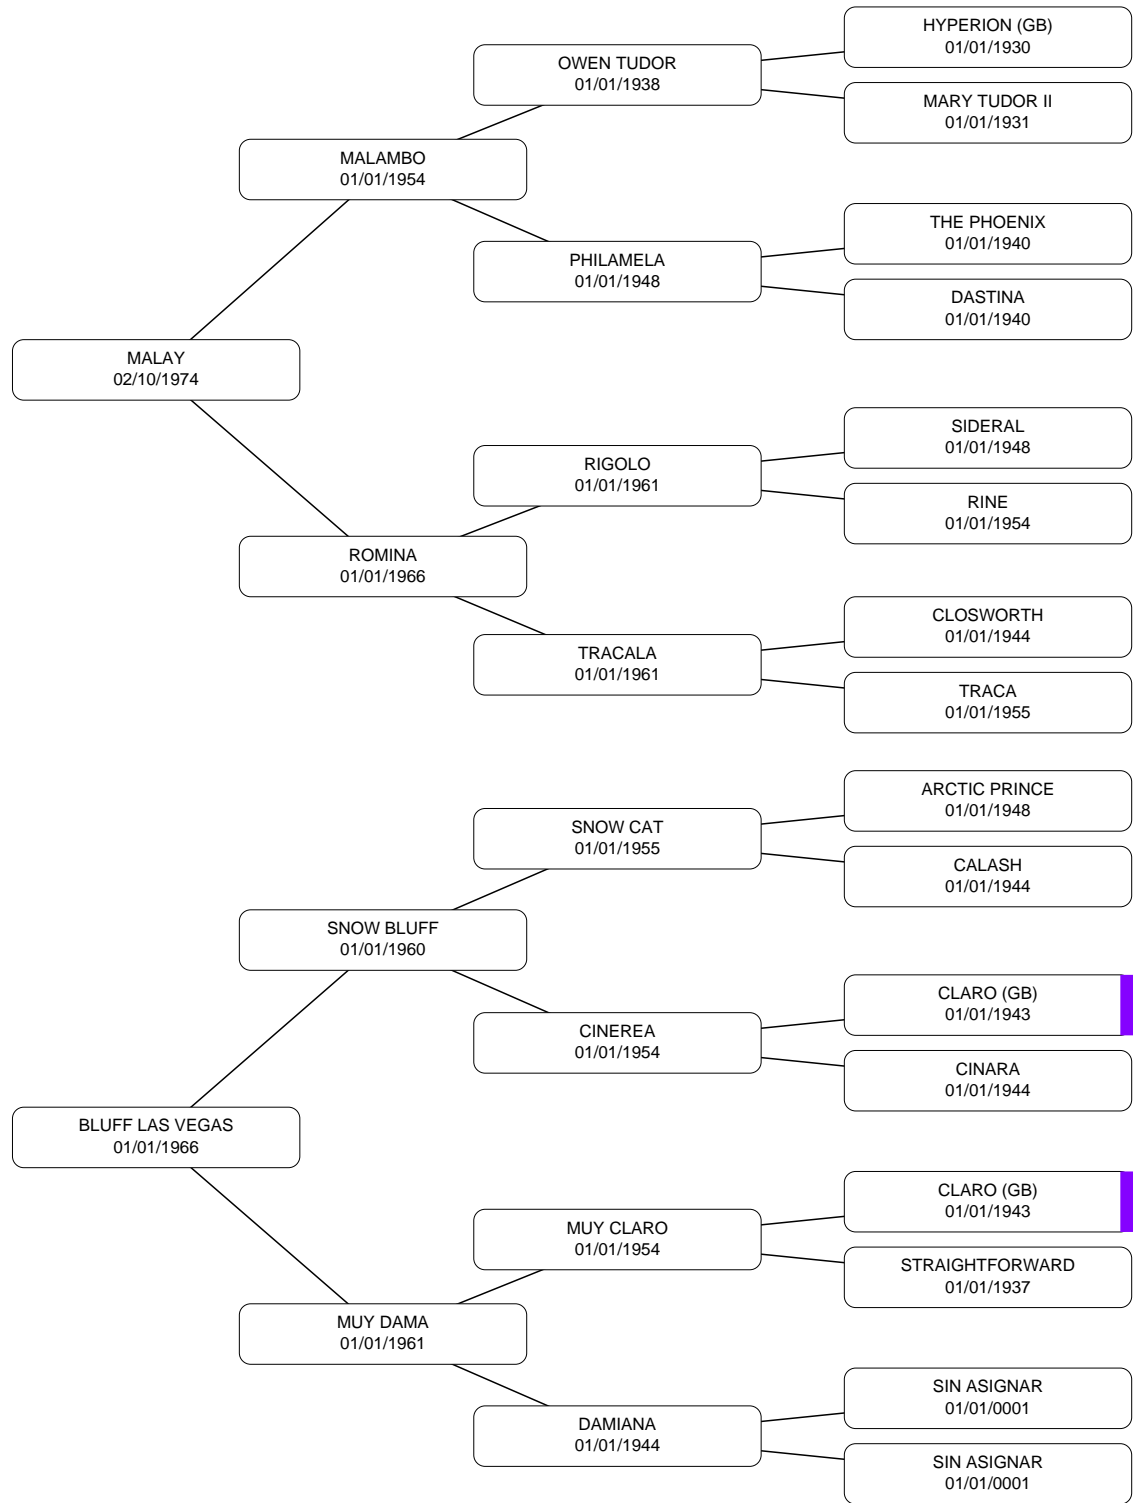 HYPERION (GB)
01/01/1930
OWEN TUDOR
01/01/1938
MARY TUDOR II
01/01/1931
MALAMBO
01/01/1954
THE PHOENIX
01/01/1940
PHILAMELA
01/01/1948
DASTINA
01/01/1940
MALAY
02/10/1974
SIDERAL
01/01/1948
RIGOLO
01/01/1961
RINE
01/01/1954
ROMINA
01/01/1966
CLOSWORTH
01/01/1944
TRACALA
01/01/1961
TRACA
01/01/1955
ARCTIC PRINCE
01/01/1948
SNOW CAT
01/01/1955
CALASH
01/01/1944
SNOW BLUFF
01/01/1960
CLARO (GB)
01/01/1943
CINEREA
01/01/1954
CINARA
01/01/1944
BLUFF LAS VEGAS
01/01/1966
CLARO (GB)
01/01/1943
MUY CLARO
01/01/1954
STRAIGHTFORWARD
01/01/1937
MUY DAMA
01/01/1961
SIN ASIGNAR
01/01/0001
DAMIANA
01/01/1944
SIN ASIGNAR
01/01/0001